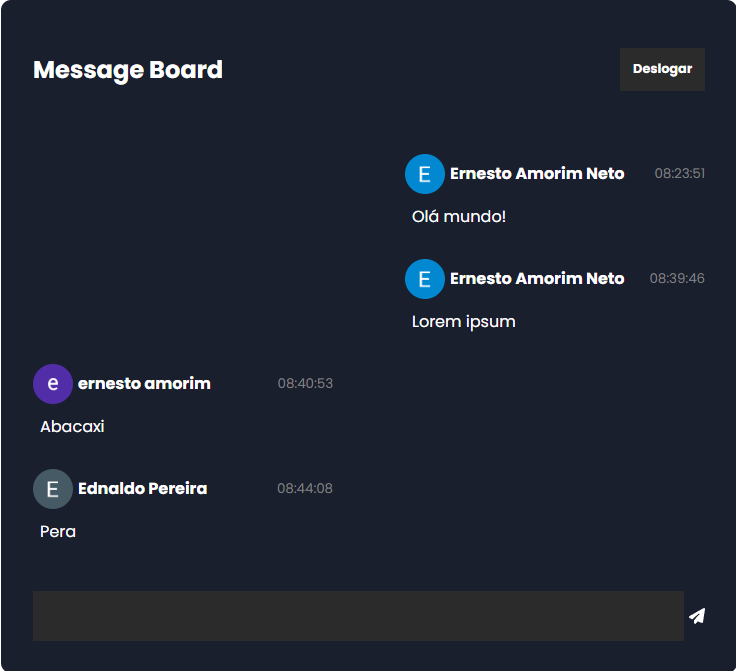 Message Board
Deslogar
E Ernesto Amorim Neto 08:23:51
Olá mundo!
E Ernesto Amorim Neto 08:39:46
Lorem ipsum
e ernesto amorim 08:40:53
Abacaxi
E Ednaldo Pereira 08:44:08
Pera